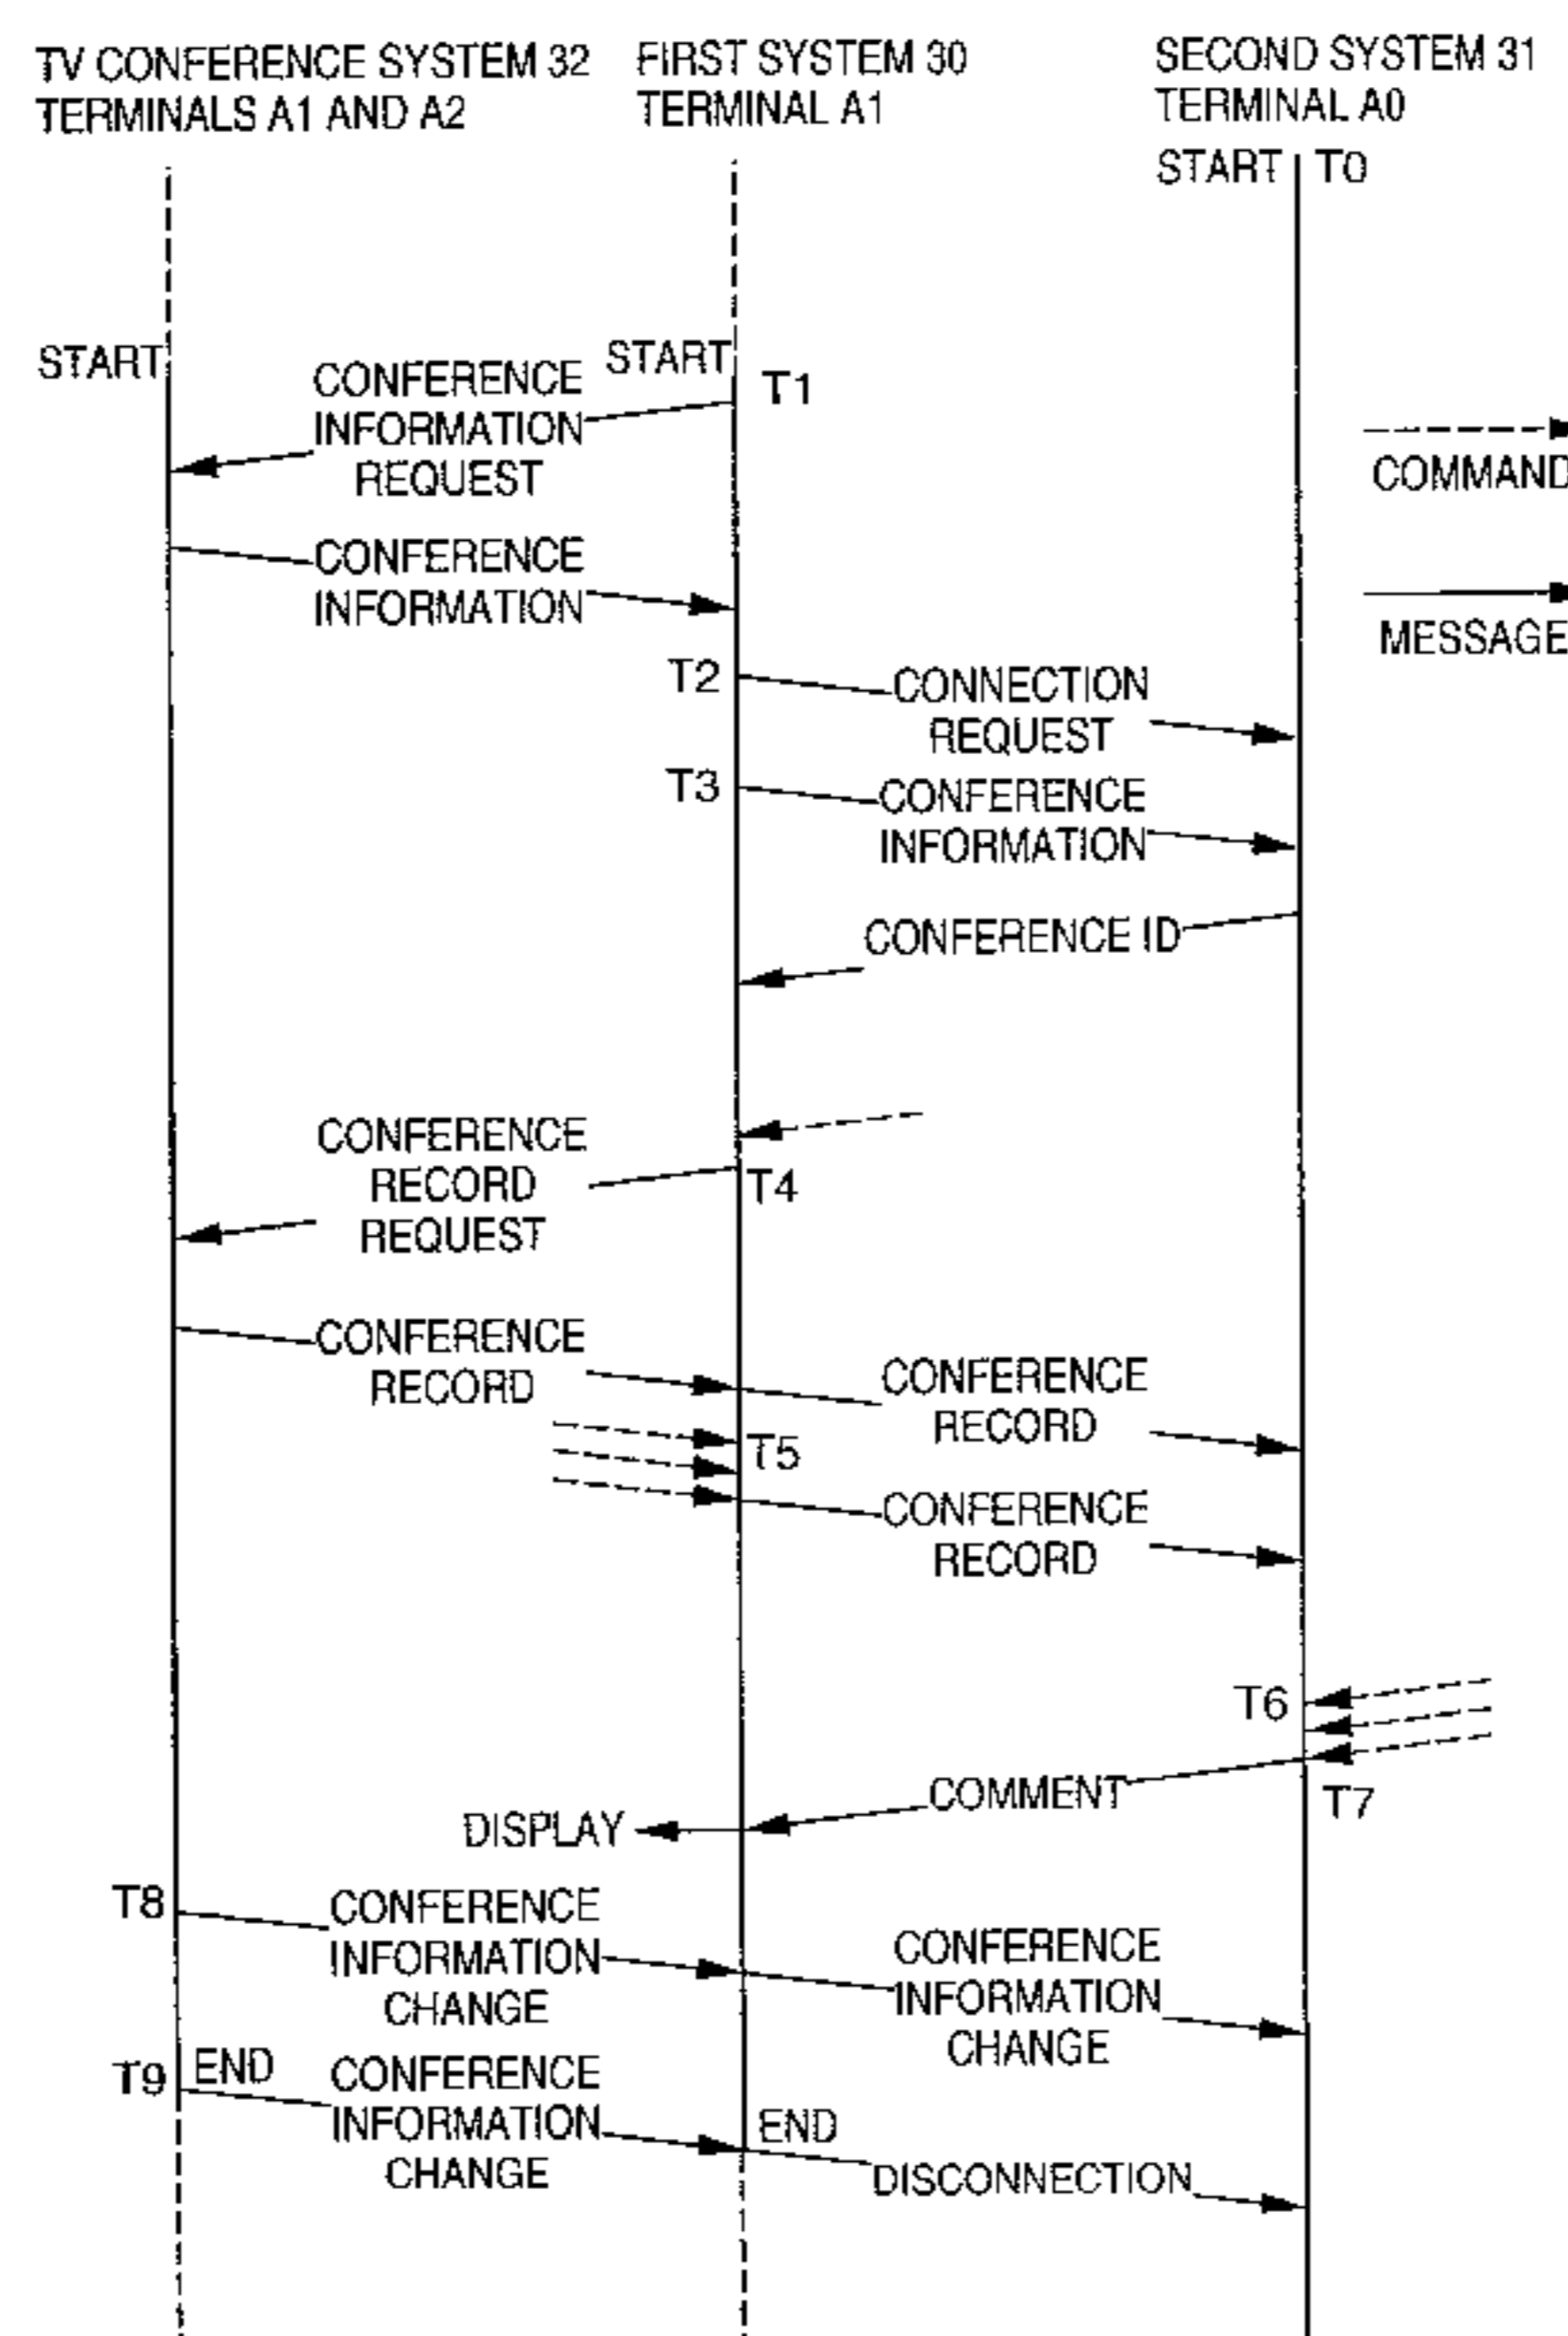 TV CONFERENCE SYSTEM 32
TERMINALS A1 AND A2
FIRST SYSTEM 30
TERMINAL A1
SECOND SYSTEM 31
TERMINAL A0
START
T0
START
START
T1
CONFERENCE
INFORMATION
REQUEST
COMMAND
CONFERENCE
INFORMATION
MESSAGE
T2
CONNECTION
REQUEST
T3
CONFERENCE
INFORMATION
CONFERENCE ID
CONFERENCE
RECORD
REQUEST
T4
CONFERENCE
RECORD
CONFERENCE
RECORD
T5
CONFERENCE
RECORD
T6
COMMENT
T7
DISPLAY
T8
CONFERENCE
INFORMATION
CHANGE
CONFERENCE
INFORMATION
CHANGE
T9
END
CONFERENCE
INFORMATION
CHANGE
END
DISCONNECTION